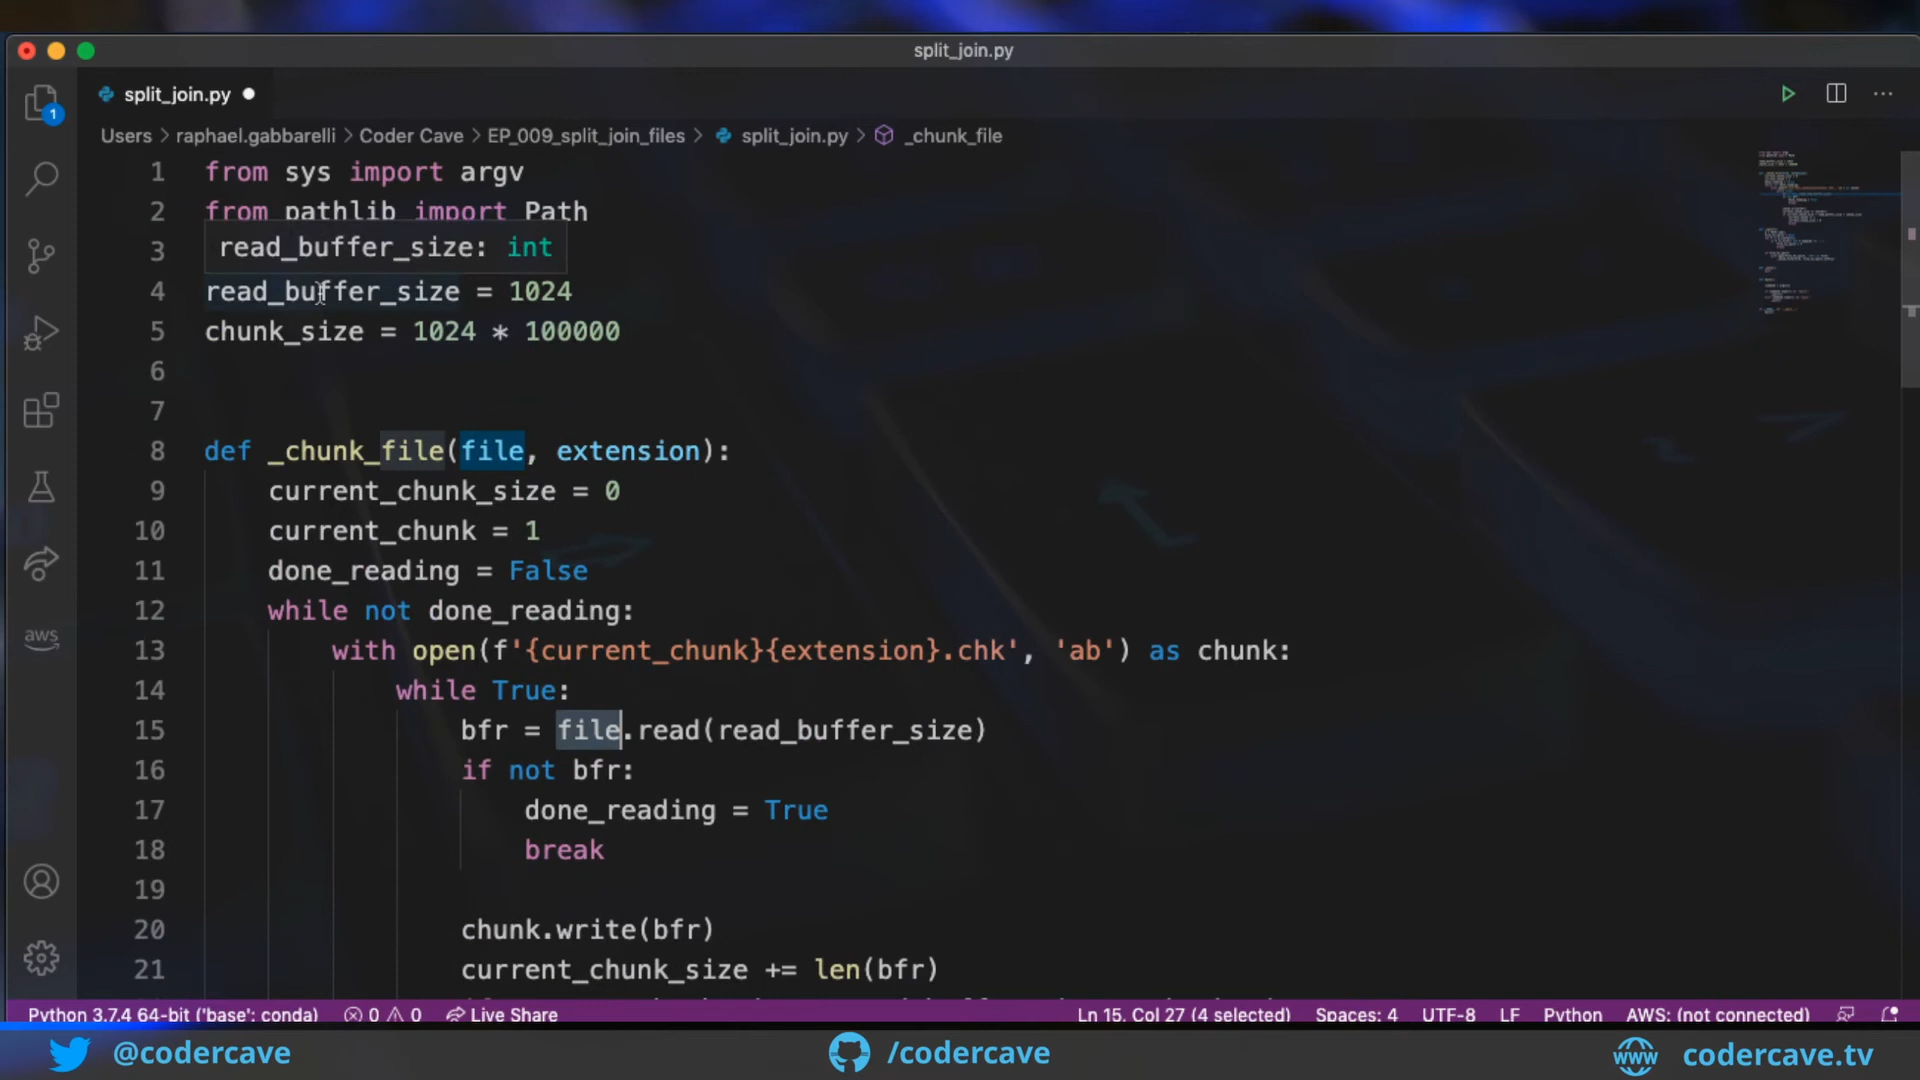 split_join.py
split_join.py
1
Users > raphael.gabbarelli > Coder Cave > EP_009_split_join_files > split_join.py > _chunk_file
1 from sys import argv
2 from pathlib import Path
3 read_buffer_size: int
4 read_buffer_size = 1024
5 chunk_size = 1024 * 100000
6
7
8 def _chunk_file(file, extension):
9 current_chunk_size = 0
10 current_chunk = 1
11 done_reading = False
12 while not done_reading:
13 with open(f'{current_chunk}{extension}.chk', 'ab') as chunk:
14 while True:
15 bfr = file.read(read_buffer_size)
16 if not bfr:
17 done_reading = True
18 break
19
20 chunk.write(bfr)
21 current_chunk_size += len(bfr)
aws
Python 3.7.4 64-bit ('base': conda) 0 0 Live Share Ln 15, Col 27 (4 selected) Spaces: 4 UTF-8 LF Python AWS: (not connected)
@codercave /codercave www codercave.tv